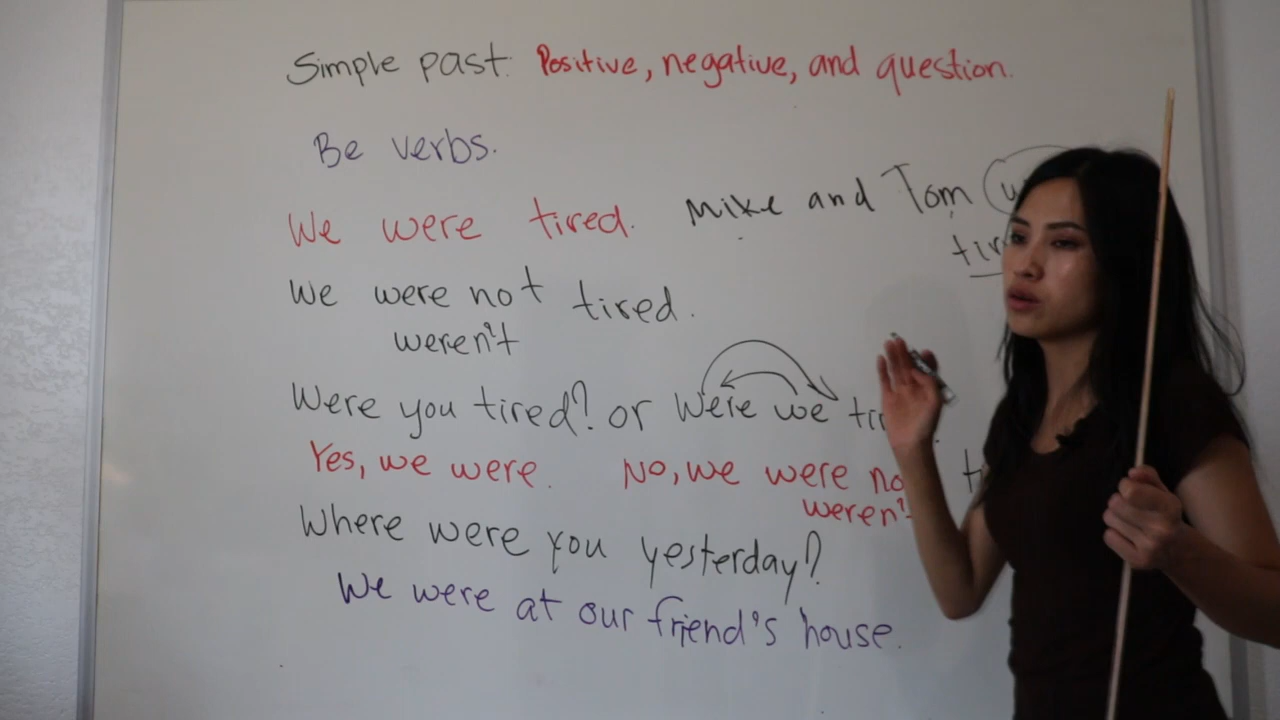 Simple past: Positive, negative, and question.
Be verbs.
We were tired. Mike and Tom
We were not tired.
weren't
Were you tired? or Were we
Yes, we were. No, we were
weren't
Where were you yesterday?
We were at our friend's house.